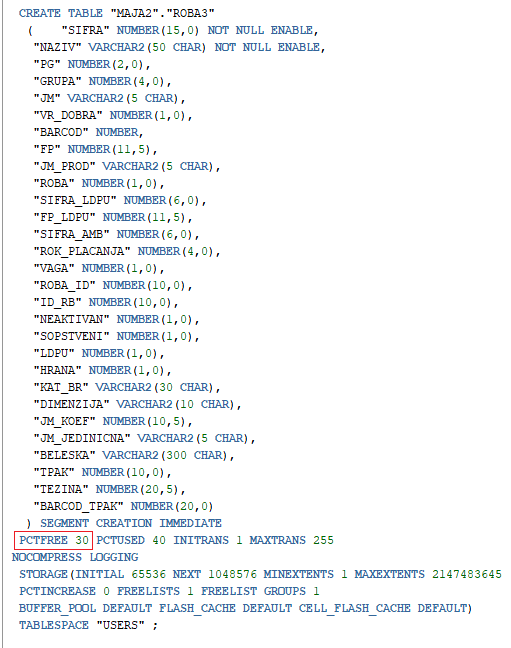 CREATE TABLE "MAJA2"."ROBA3"
( "SIFRA" NUMBER(15,0) NOT NULL ENABLE,
"NAZIV" VARCHAR2(50 CHAR) NOT NULL ENABLE,
"PG" NUMBER(2,0),
"GRUPA" NUMBER(4,0),
"JM" VARCHAR2(5 CHAR),
"VR_DOBRA" NUMBER(1,0),
"BARCOD" NUMBER,
"FP" NUMBER(11,5),
"JM_PROD" VARCHAR2(5 CHAR),
"ROBA" NUMBER(1,0),
"SIFRA_LDPU" NUMBER(6,0),
"FP_LDPU" NUMBER(11,5),
"SIFRA_AMB" NUMBER(6,0),
"ROK_PLACANJA" NUMBER(4,0),
"VAGA" NUMBER(1,0),
"ROBA_ID" NUMBER(10,0),
"ID_RB" NUMBER(10,0),
"NEAKTIVAN" NUMBER(1,0),
"SOPSTVENI" NUMBER(1,0),
"LDPU" NUMBER(1,0),
"HRANA" NUMBER(1,0),
"KAT_BR" VARCHAR2(30 CHAR),
"DIMENZIJA" VARCHAR2(10 CHAR),
"JM_KOEF" NUMBER(10,5),
"JM_JEDINICNA" VARCHAR2(5 CHAR),
"BELESKA" VARCHAR2(300 CHAR),
"TPAK" NUMBER(10,0),
"TEZINA" NUMBER(20,5),
"BARCOD_TPAK" NUMBER(20,0)
) SEGMENT CREATION IMMEDIATE
PCTFREE 30 PCTUSED 40 INITRANS 1 MAXTRANS 255
NOCOMPRESS LOGGING
STORAGE(INITIAL 65536 NEXT 1048576 MINEXTENTS 1 MAXEXTENTS 2147483645
PCTINCREASE 0 FREELISTS 1 FREELIST GROUPS 1
BUFFER_POOL DEFAULT FLASH_CACHE DEFAULT CELL_FLASH_CACHE DEFAULT)
TABLESPACE "USERS" ;